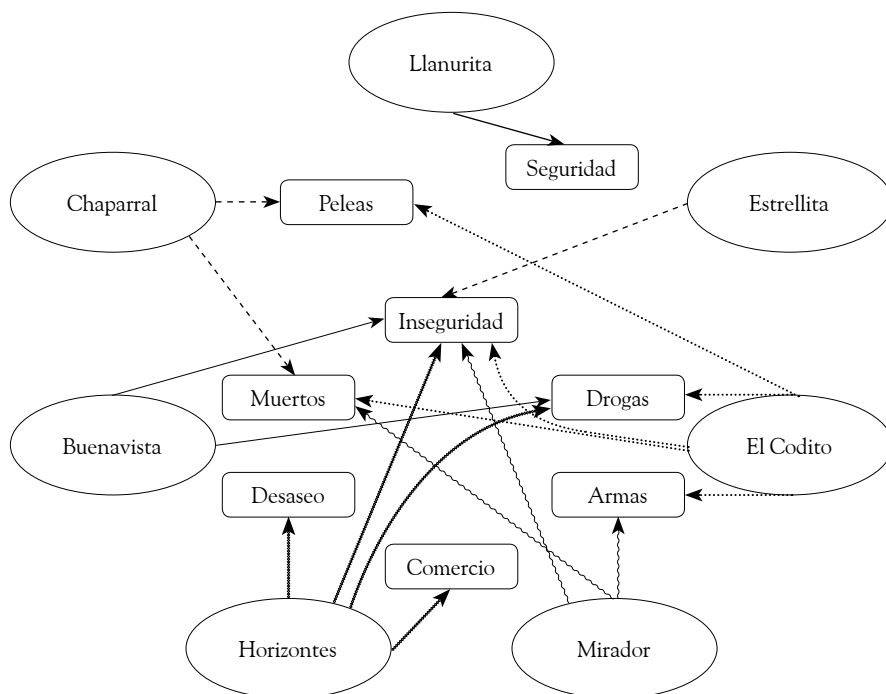 Llanurita
Seguridad
Chaparral
Peleas
Estrellita
Inseguridad
Muertos
Drogas
Buenavista
El Codito
Desaseo
Armas
Comercio
Horizontes
Mirador